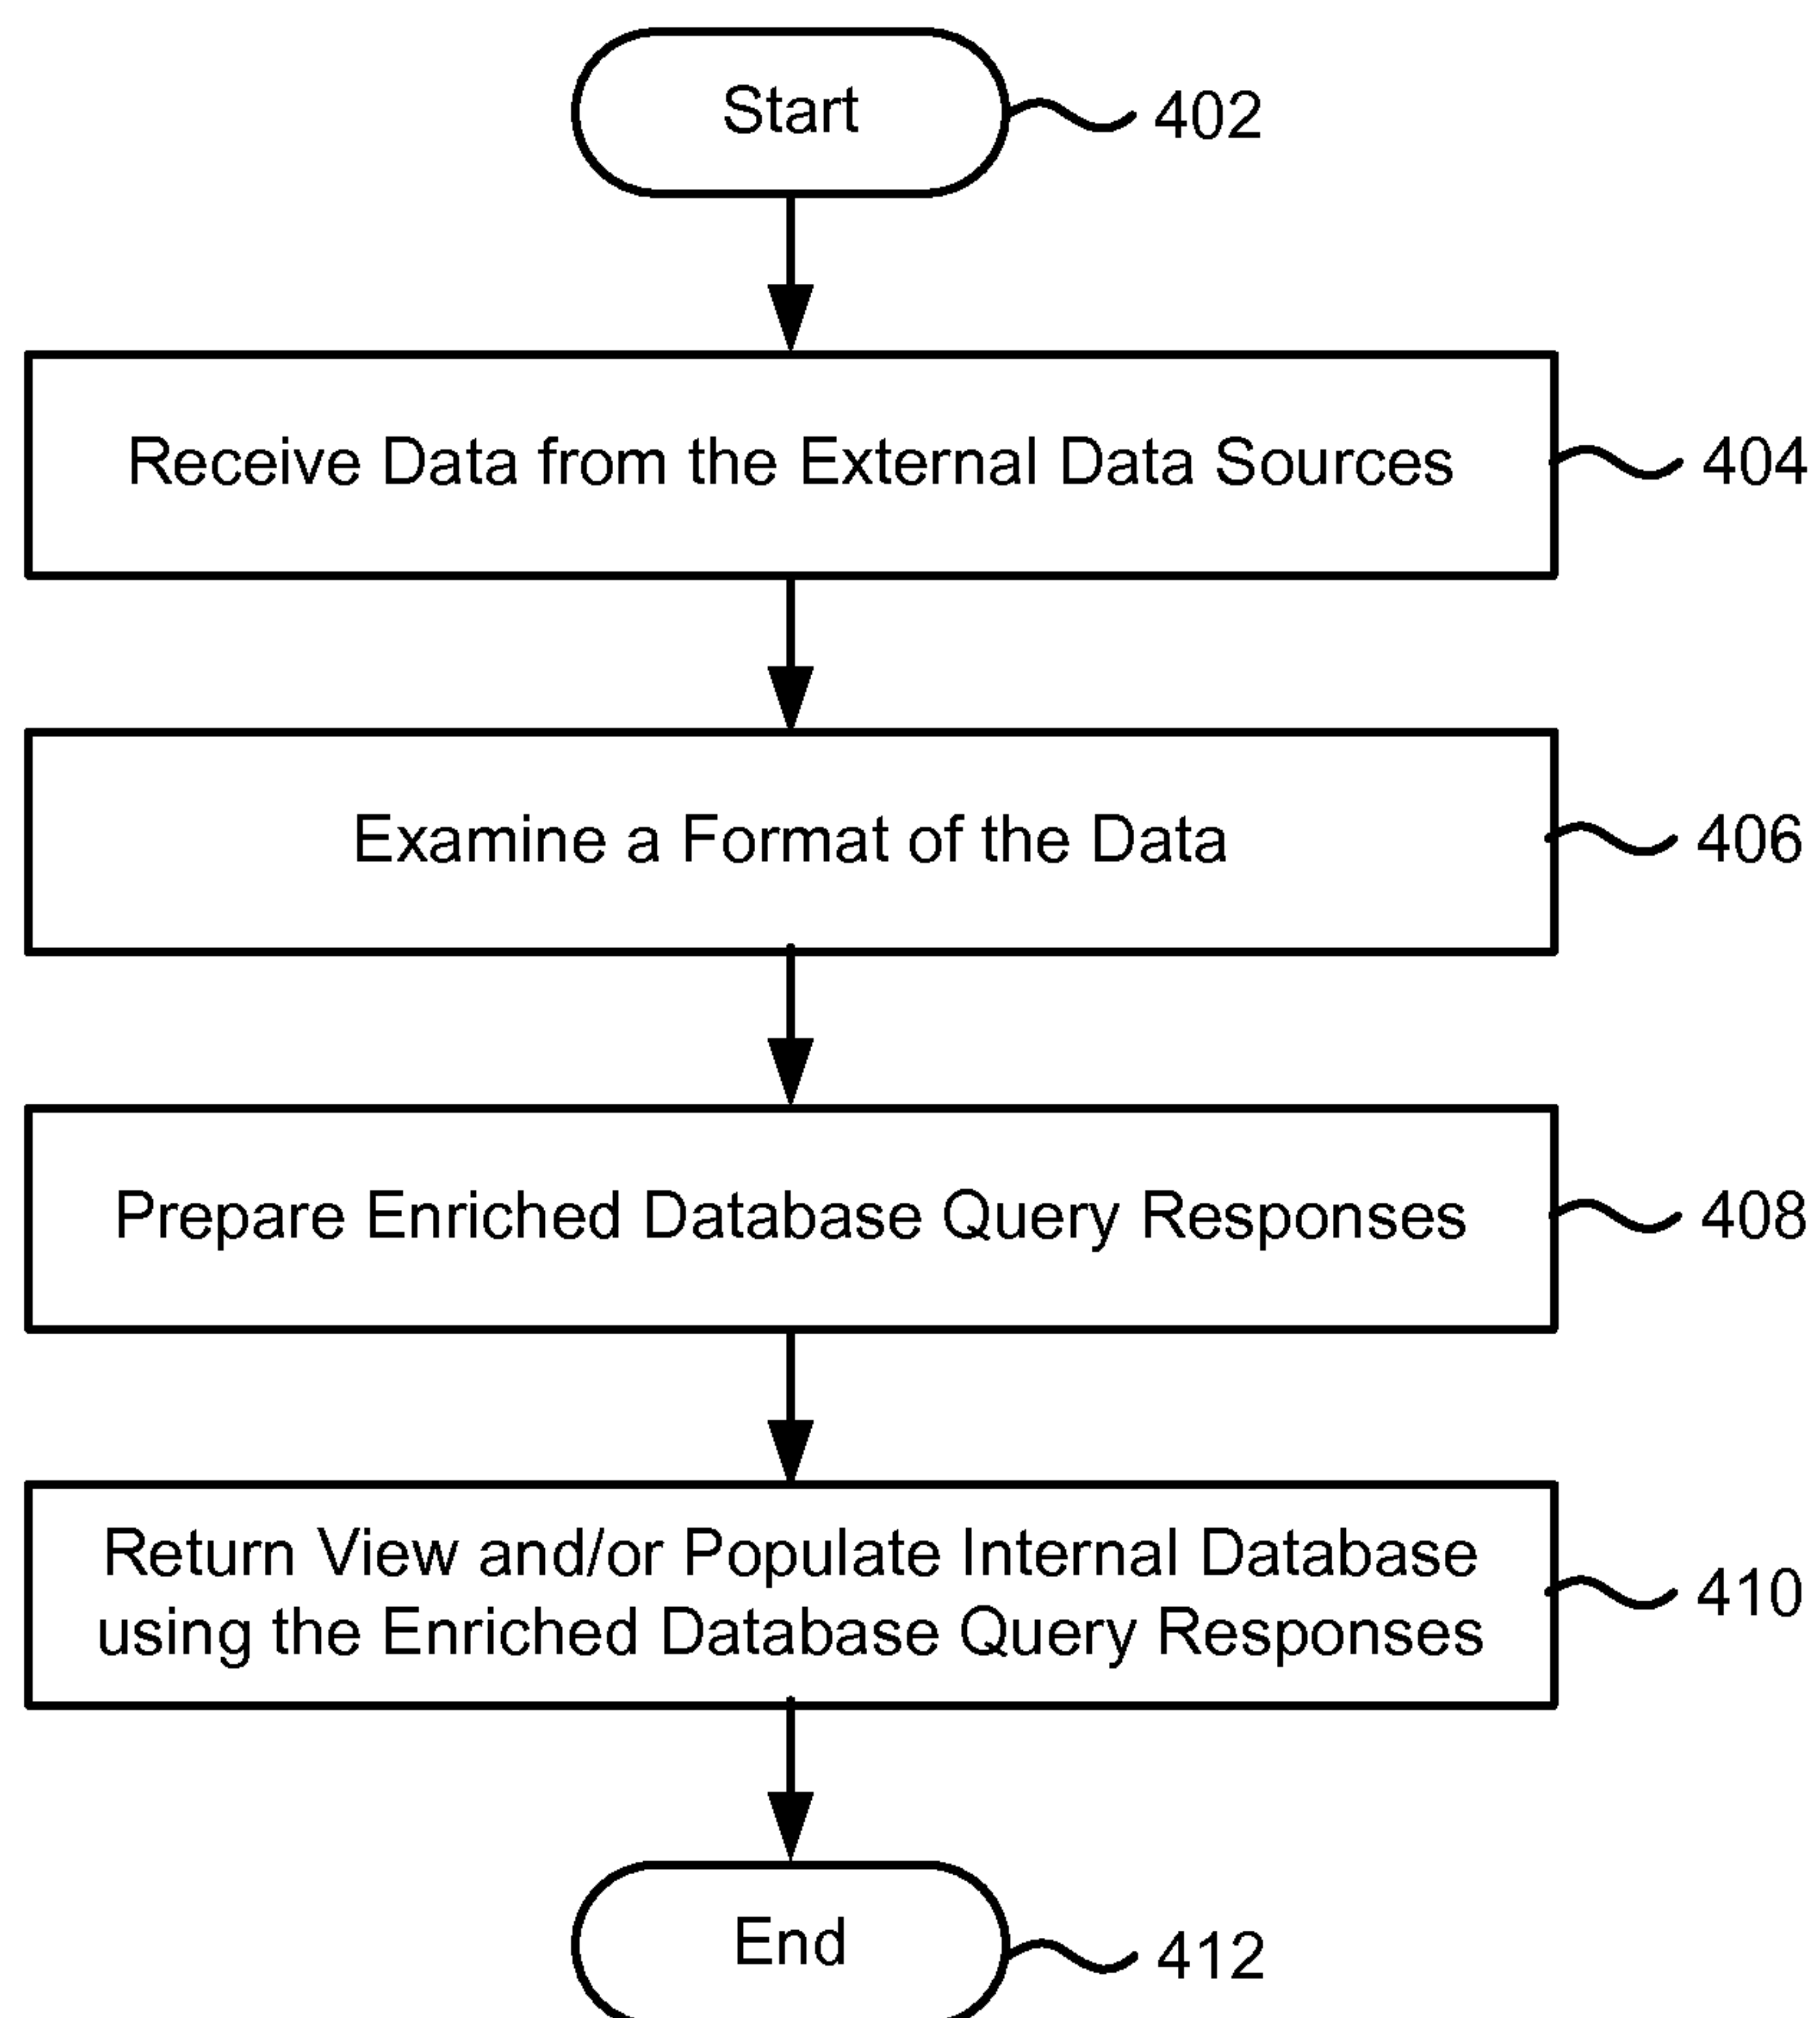 Start
402
Receive Data from the External Data Sources
404
Examine a Format of the Data
406
Prepare Enriched Database Query Responses
408
Return View and/or Populate Internal Database
using the Enriched Database Query Responses
410
End
412